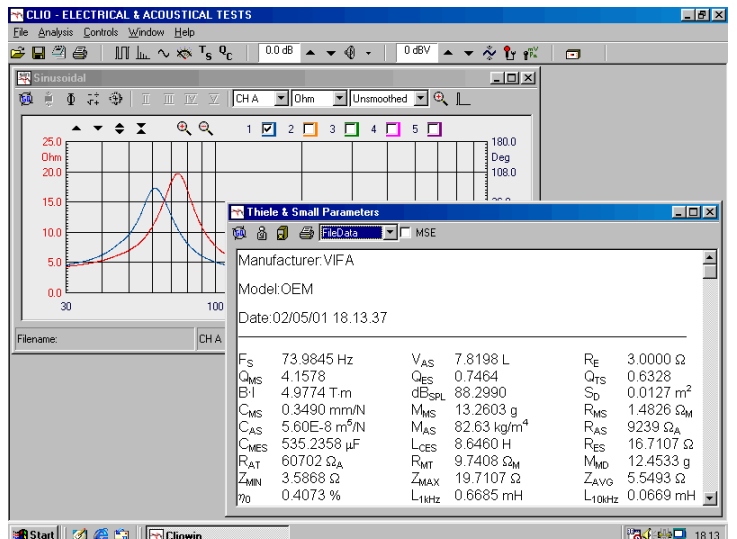 CLIO - ELECTRICAL & ACOUSTICAL TESTS
File Analysis Controls Window Help
Ts Qc 0.0 dB 0 dBV
Sinusoidal
I II III IV V CH A Ohm Unsmoothed
1 2 3 4 5
25.0 180.0
Ohm Deg
20.0 108.0
15.0
10.0
5.0
0.0
30 100
Filename: CH A
Thiele & Small Parameters
FileData MSE
Manufacturer:VIFA
Model:OEM
Date:02/05/01 18.13.37
FS 73.9845 Hz VAS 7.8198 L RE 3.0000 Ω
QMS 4.1578 QES 0.7464 QTS 0.6328
B·l 4.9774 T·m dBSPL 88.2990 SD 0.0127 m²
CMS 0.3490 mm/N MMS 13.2603 g RMS 1.4826 ΩM
CAS 5.60E-8 m⁵/N MAS 82.63 kg/m⁴ RAS 9239 ΩA
CMES 535.2358 µF LCES 8.6460 H RES 16.7107 Ω
RAT 60702 ΩA RMT 9.7408 ΩM MMD 12.4533 g
ZMIN 3.5868 Ω ZMAX 19.7107 Ω ZAVG 5.5493 Ω
η0 0.4073 % L1kHz 0.6685 mH L10kHz 0.0669 mH
Start Cliowin 18.13